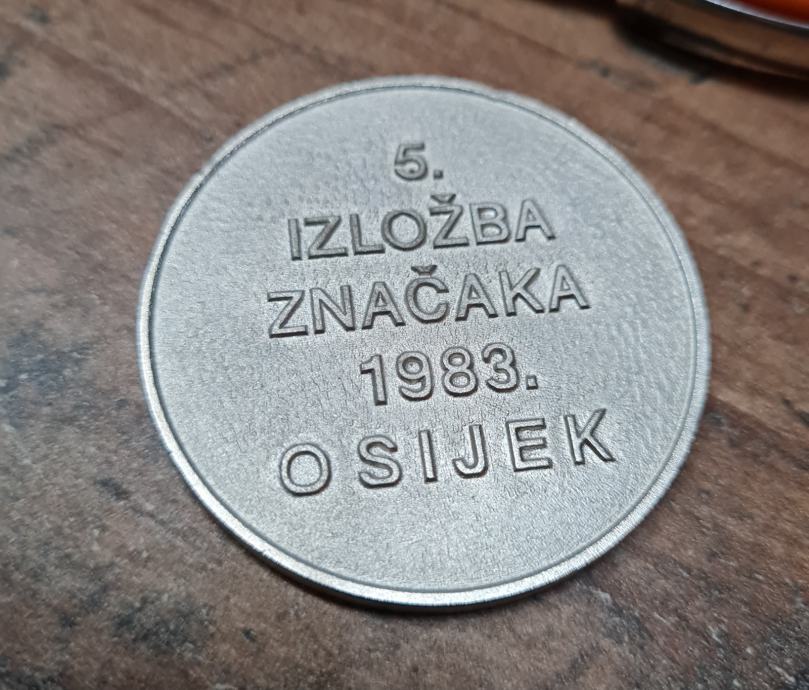 5.
IZLOŽBA
ZNAČAKA
1983.
OSIJEK